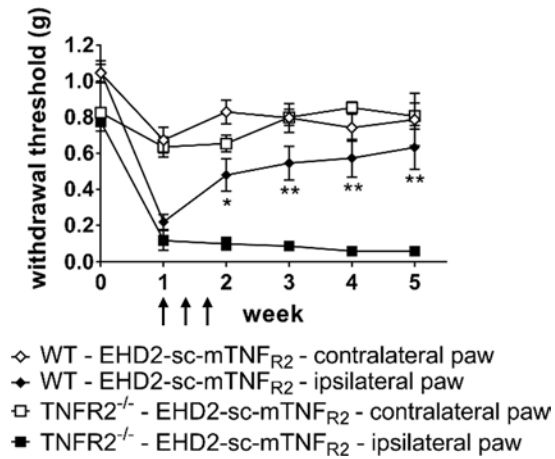 withdrawal threshold (g)
1.2
1.0
0.8
0.6
0.4
0.2
0.0
* ** ** **
0 1 2 3 4 5
week
WT - EHD2-sc-mTNFR2 - contralateral paw
WT - EHD2-sc-mTNFR2 - ipsilateral paw
TNFR2-/- - EHD2-sc-mTNFR2 - contralateral paw
TNFR2-/- - EHD2-sc-mTNFR2 - ipsilateral paw